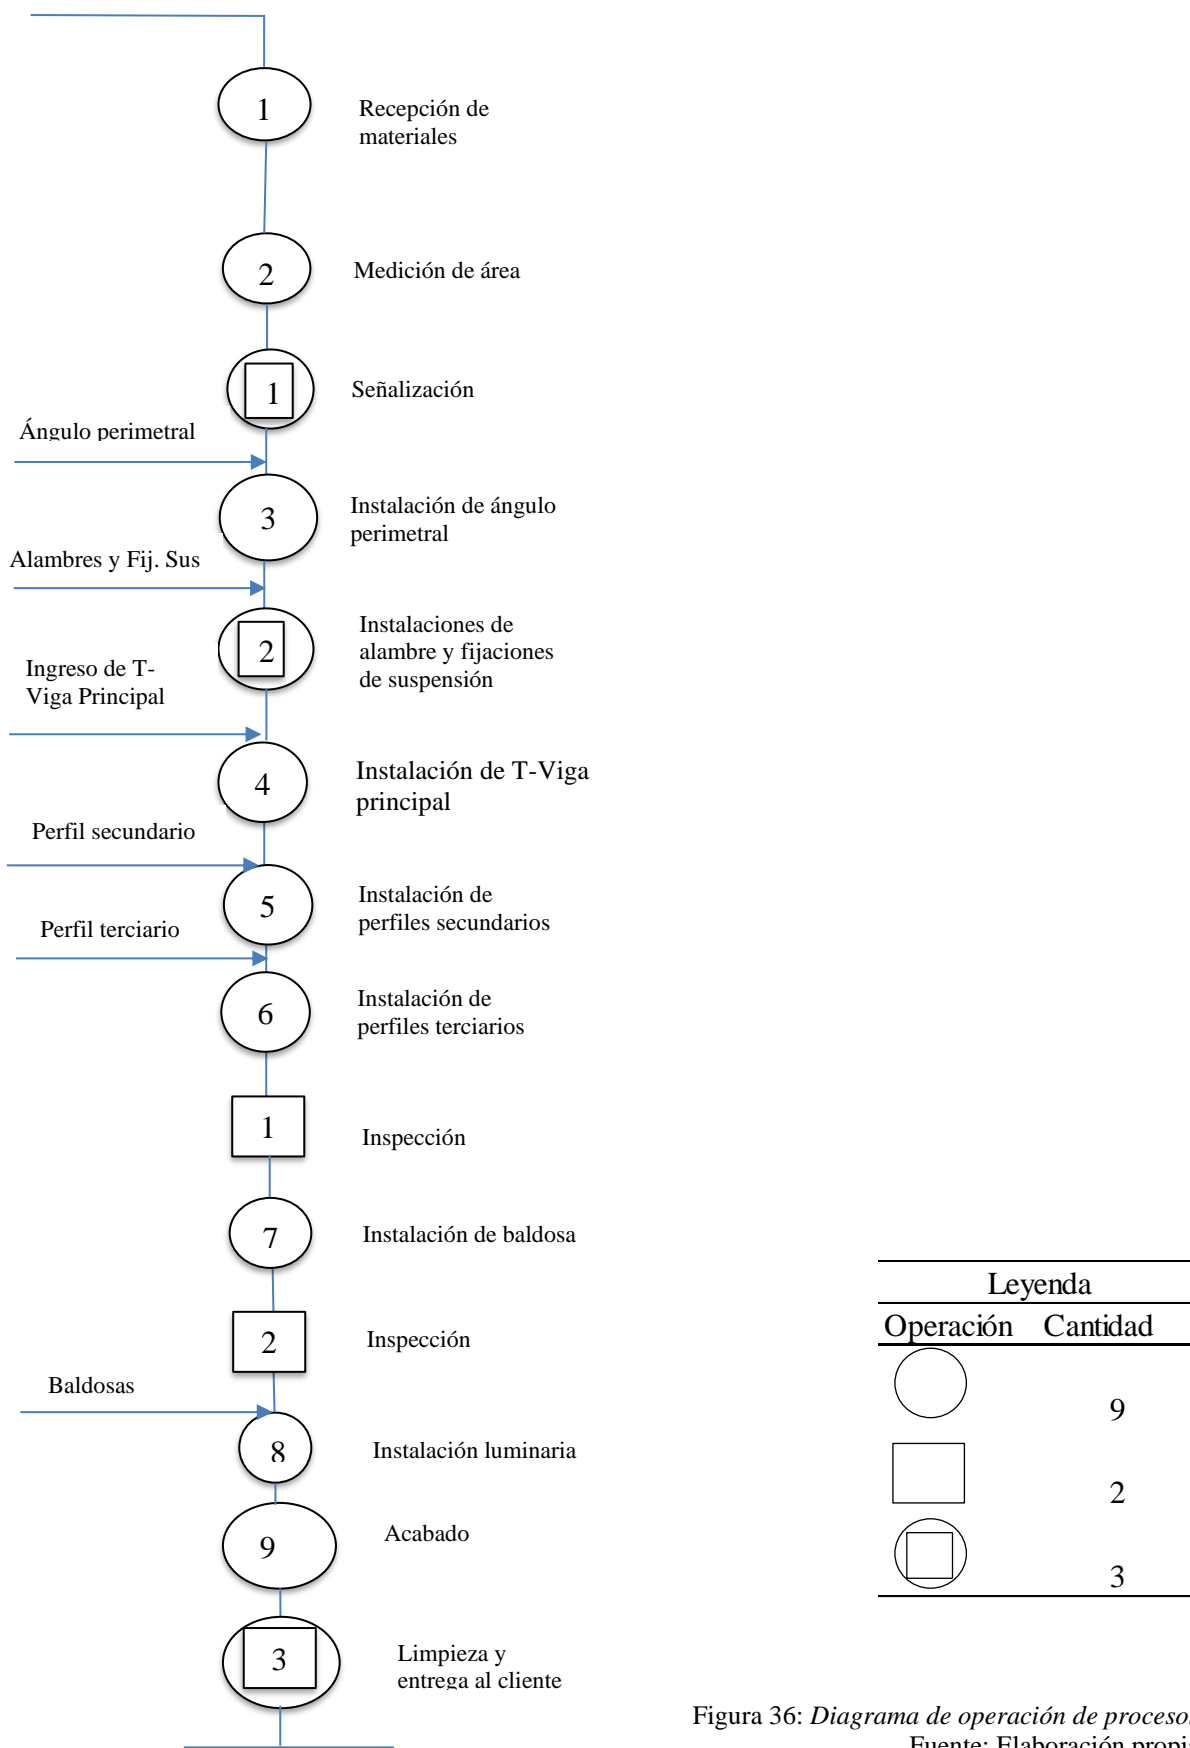 1
Recepción de
materiales
2
Medición de área
1
Señalización
Ángulo perimetral
3
Instalación de ángulo
perimetral
Alambres y Fij. Sus
2
Instalaciones de
alambre y fijaciones
de suspensión
Ingreso de T-
Viga Principal
4
Instalación de T-Viga
principal
Perfil secundario
5
Instalación de
perfiles secundarios
Perfil terciario
6
Instalación de
perfiles terciarios
1
Inspección
7
Instalación de baldosa
2
Inspección
Baldosas
8
Instalación luminaria
9
Acabado
3
Limpieza y
entrega al cliente
Leyenda
Operación Cantidad
9
2
3
Figura 36: Diagrama de operación de procesos
Fuente: Elaboración propia